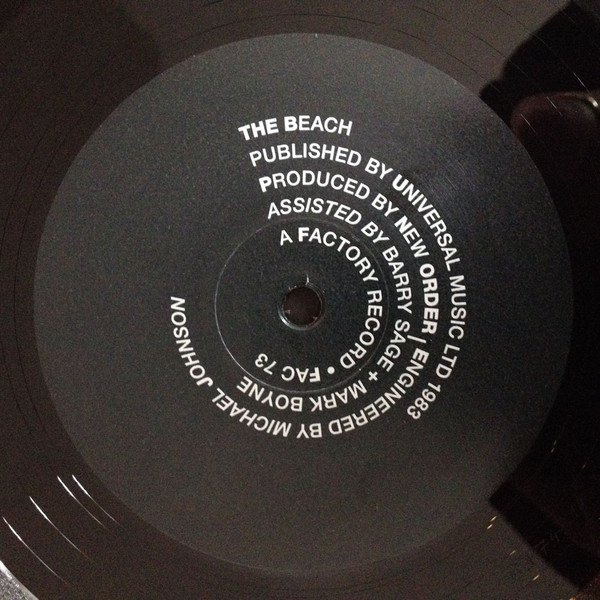 THE BEACH
PUBLISHED BY UNIVERSAL MUSIC LTD 1983
PRODUCED BY NEW ORDER | ENGINEERED BY MICHAEL JOHNSON
ASSISTED BY BARRY SAGE + MARK BOYNE
A FACTORY RECORD • FAC 73